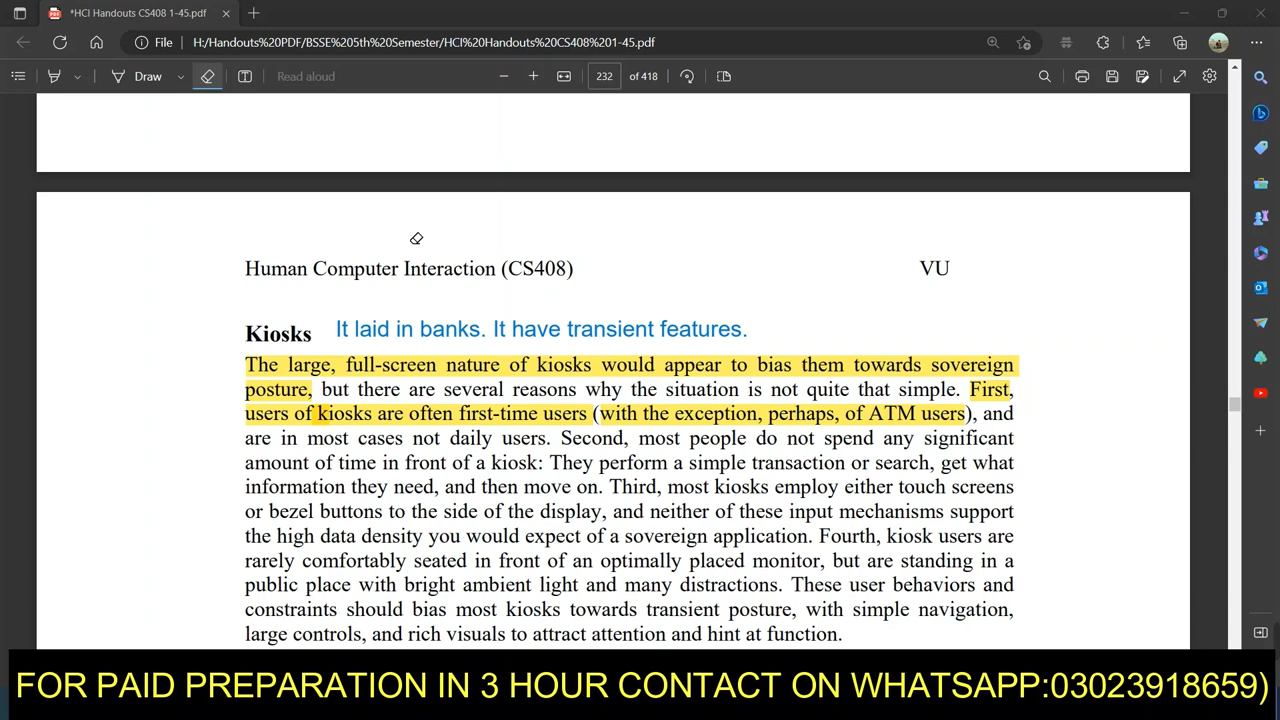 *HCI Handouts CS408 1-45.pdf
File
H:/Handouts%20PDF/BSSE%205th%20Semester/HCI%20Handouts%20CS408%201-45.pdf
Draw
Read aloud
232 of 418
Human Computer Interaction (CS408) VU
Kiosks It laid in banks. It have transient features.
The large, full-screen nature of kiosks would appear to bias them towards sovereign
posture, but there are several reasons why the situation is not quite that simple. First,
users of kiosks are often first-time users (with the exception, perhaps, of ATM users), and
are in most cases not daily users. Second, most people do not spend any significant
amount of time in front of a kiosk: They perform a simple transaction or search, get what
information they need, and then move on. Third, most kiosks employ either touch screens
or bezel buttons to the side of the display, and neither of these input mechanisms support
the high data density you would expect of a sovereign application. Fourth, kiosk users are
rarely comfortably seated in front of an optimally placed monitor, but are standing in a
public place with bright ambient light and many distractions. These user behaviors and
constraints should bias most kiosks towards transient posture, with simple navigation,
large controls, and rich visuals to attract attention and hint at function.
FOR PAID PREPARATION IN 3 HOUR CONTACT ON WHATSAPP:03023918659)